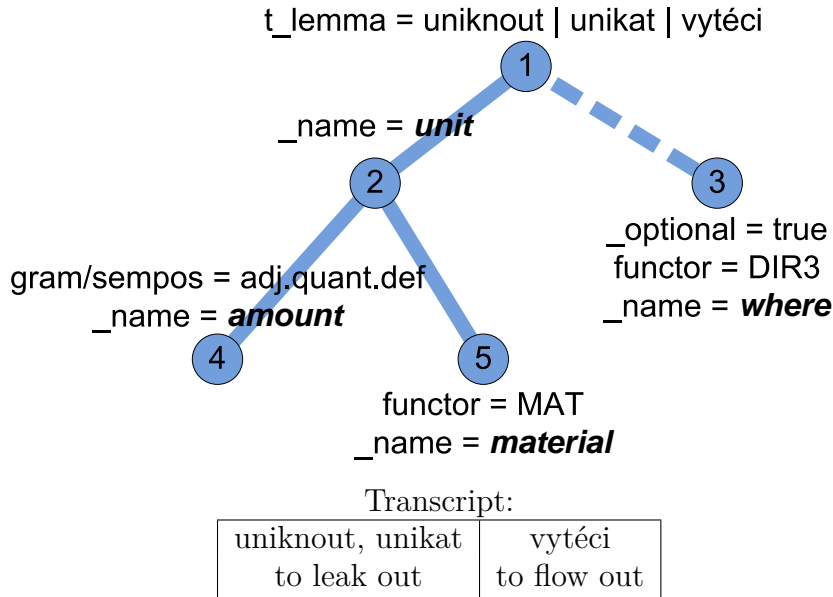 t_lemma = uniknout | unikat | vytéci
1
_name = unit
2
3
_optional = true
functor = DIR3
_name = where
gram/sempos = adj.quant.def
_name = amount
4
5
functor = MAT
_name = material
Transcript:
uniknout, unikat vytéci
to leak out to flow out